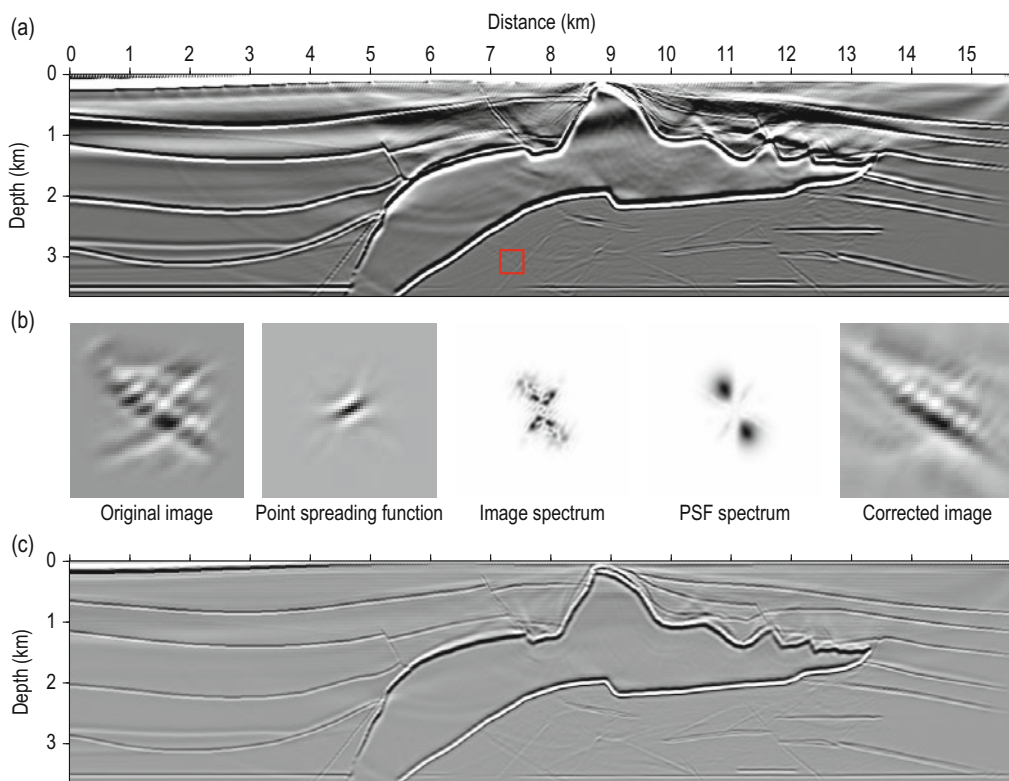 (a)
Distance (km)
0 1 2 3 4 5 6 7 8 9 10 11 12 13 14 15
0
1
2
3
Depth (km)
(b)
Original image
Point spreading function
Image spectrum
PSF spectrum
Corrected image
(c)
0
1
2
3
Depth (km)